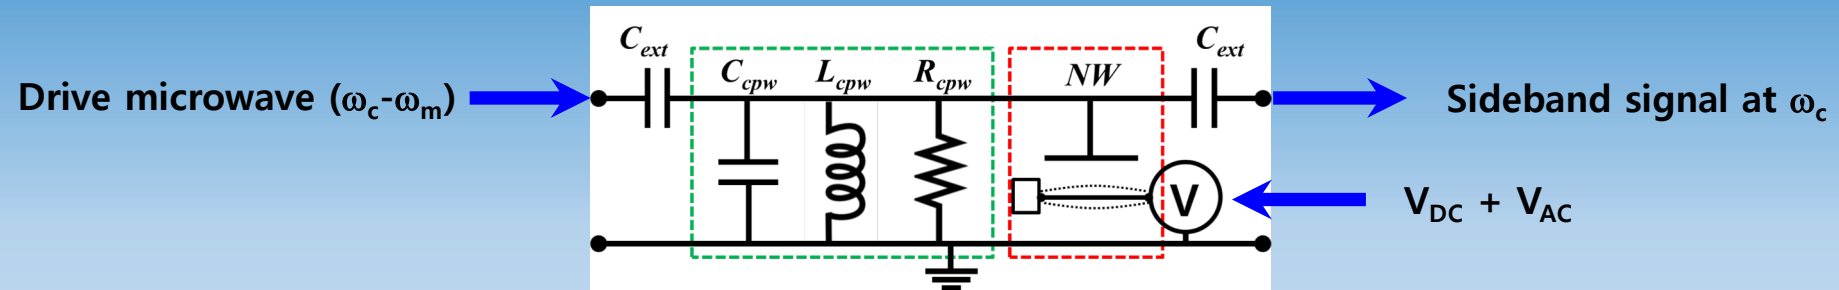 Drive microwave (ωc-ωm)
Cext
Ccpw
Lcpw
Rcpw
NW
Cext
Sideband signal at ωc
V
VDC + VAC